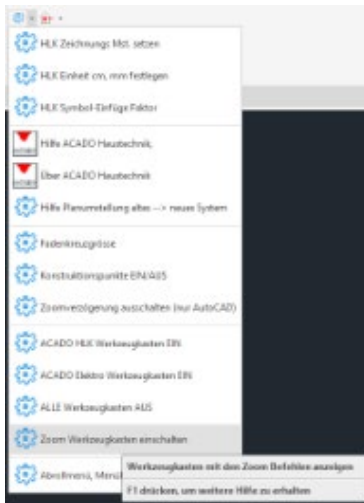 HLK Zeichnungs Mst. setzen
HLK Einheit cm, mm festlegen
HLK Symbol-Einfüge Faktor
Hilfe ACADO Haustechnik,
Über ACADO Haustechnik
Hilfe Planumstellung altes --> neues System
Fadenkreuzgrösse
Konstruktionspunkte EIN/AUS
Zoomverzögerung ausschalten (nur AutoCAD)
ACADO HLK Werkzeugkasten EIN
ACADO Elektro Werkzeugkasten EIN
ALLE Werkzeugkasten AUS
Zoom Werkzeugkasten einschalten
Werkzeugkasten mit den Zoom Befehlen anzeigen
Abrollmenü,
F1 drücken, um weitere Hilfe zu erhalten